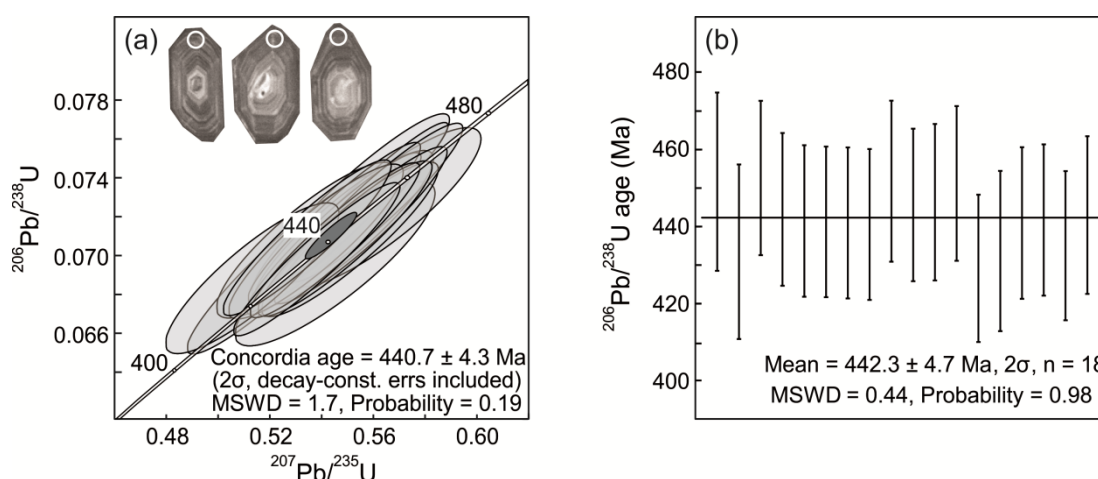 (a)
0.078
0.074
0.070
0.066
²⁰⁶Pb/²³⁸U
480
440
400
Concordia age = 440.7 ± 4.3 Ma
(2σ, decay-const. errs included)
MSWD = 1.7, Probability = 0.19
0.48 0.52 0.56 0.60
²⁰⁷Pb/²³⁵U
(b)
480
460
440
420
400
²⁰⁶Pb/²³⁸U age (Ma)
Mean = 442.3 ± 4.7 Ma, 2σ, n = 18
MSWD = 0.44, Probability = 0.98